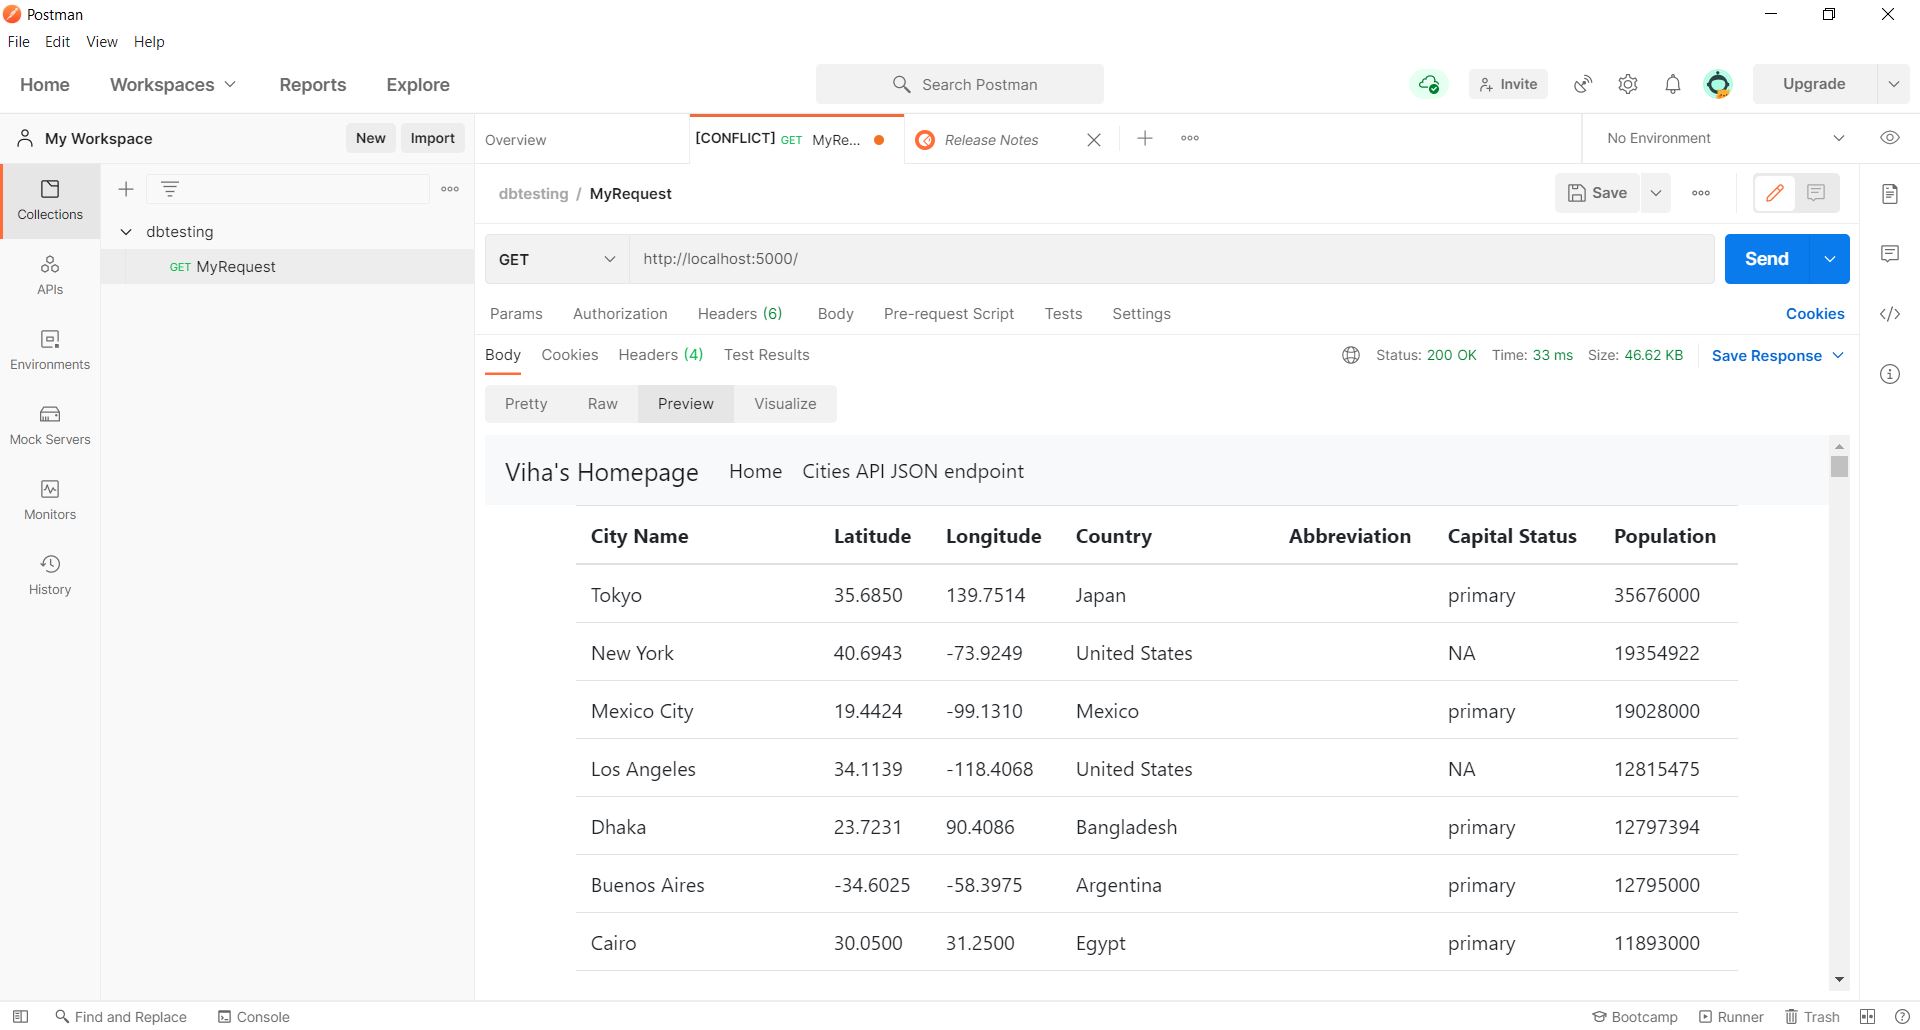 Postman
File Edit View Help
Home Workspaces Reports Explore Search Postman Invite Upgrade
My Workspace New Import Overview [CONFLICT] GET MyRe... Release Notes No Environment
Collections
APIs
Environments
Mock Servers
Monitors
History
dbtesting
GET MyRequest
dbtesting / MyRequest Save
GET http://localhost:5000/ Send
Params Authorization Headers (6) Body Pre-request Script Tests Settings Cookies
Body Cookies Headers (4) Test Results Status: 200 OK Time: 33 ms Size: 46.62 KB Save Response
Pretty Raw Preview Visualize
Viha's Homepage Home Cities API JSON endpoint
City Name Latitude Longitude Country Abbreviation Capital Status Population
Tokyo 35.6850 139.7514 Japan primary 35676000
New York 40.6943 -73.9249 United States NA 19354922
Mexico City 19.4424 -99.1310 Mexico primary 19028000
Los Angeles 34.1139 -118.4068 United States NA 12815475
Dhaka 23.7231 90.4086 Bangladesh primary 12797394
Buenos Aires -34.6025 -58.3975 Argentina primary 12795000
Cairo 30.0500 31.2500 Egypt primary 11893000
Find and Replace Console Bootcamp Runner Trash